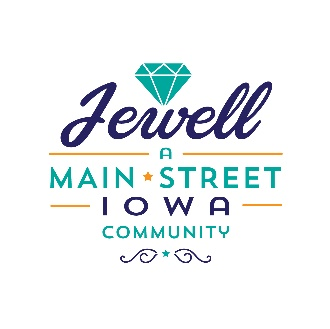 Jewell
A
MAIN STREET
IOWA
COMMUNITY